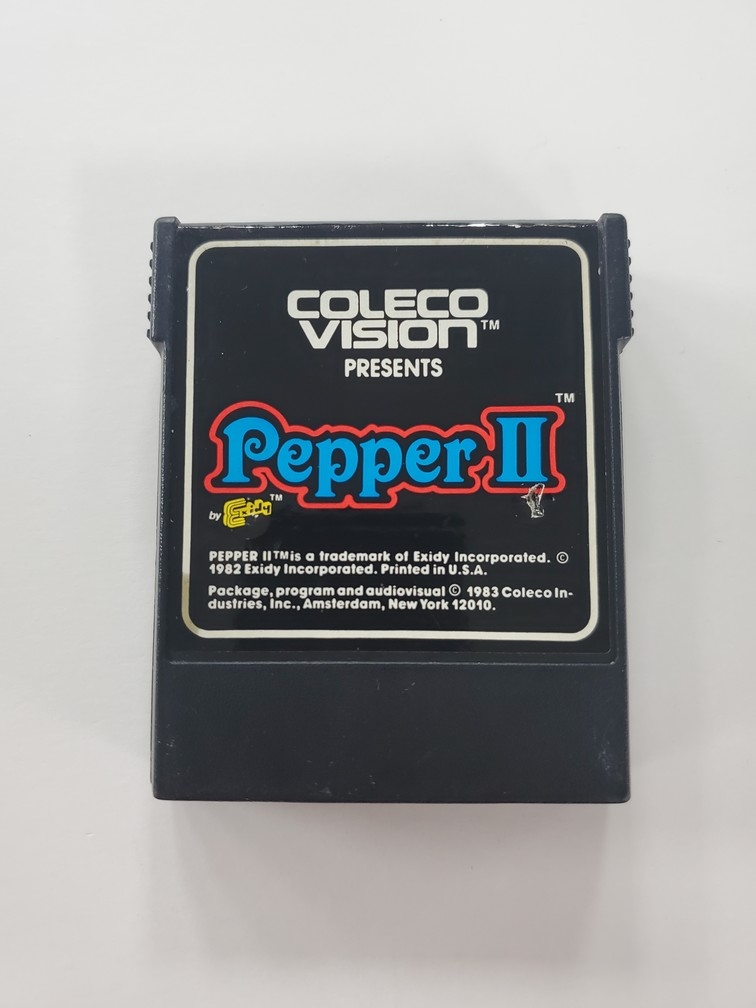 COLECO
VISION™
PRESENTS
Pepper II™
by Exidy™
PEPPER II™ is a trademark of Exidy Incorporated. ©
1982 Exidy Incorporated. Printed in U.S.A.
Package, program and audiovisual © 1983 Coleco In-
dustries, Inc., Amsterdam, New York 12010.